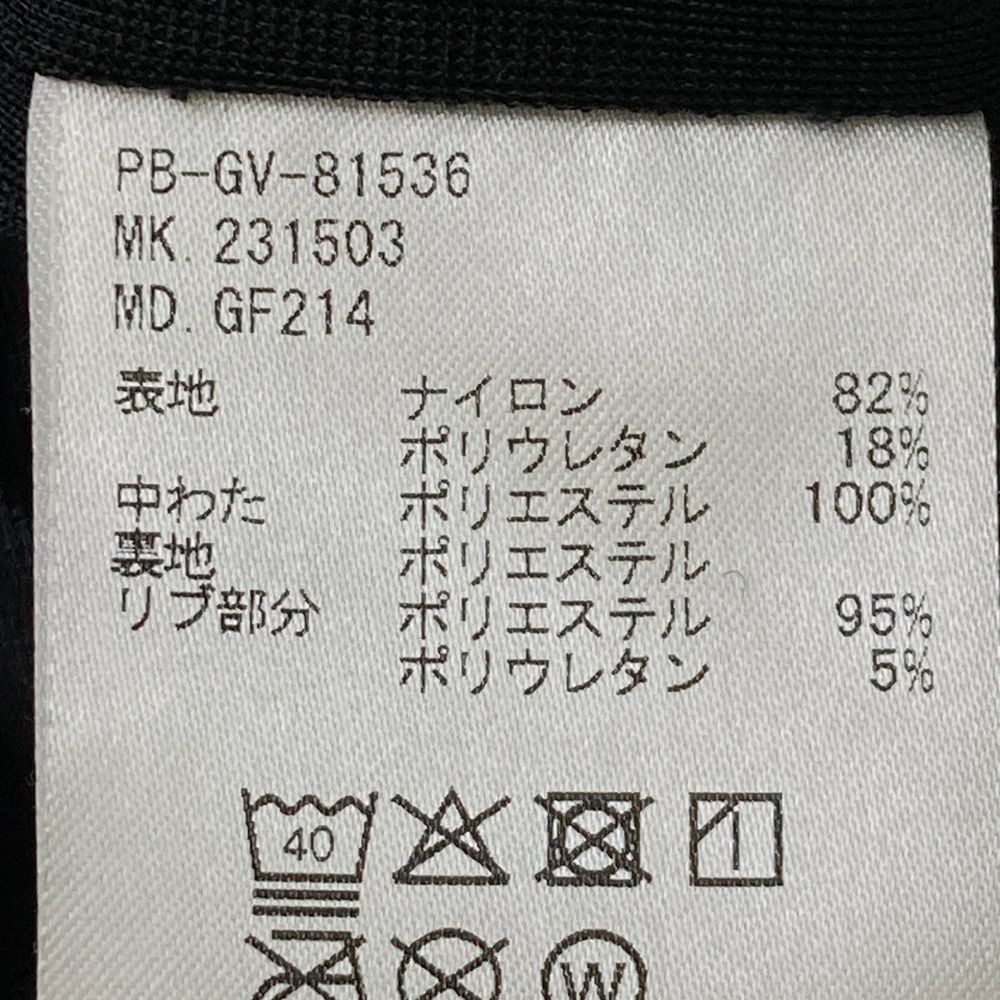 PB-GV-81536
MK. 231503
MD. GF214
表地 ナイロン 82%
ポリウレタン 18%
中わた ポリエステル 100%
裏地 ポリエステル
リブ部分 ポリエステル 95%
ポリウレタン 5%
40
W